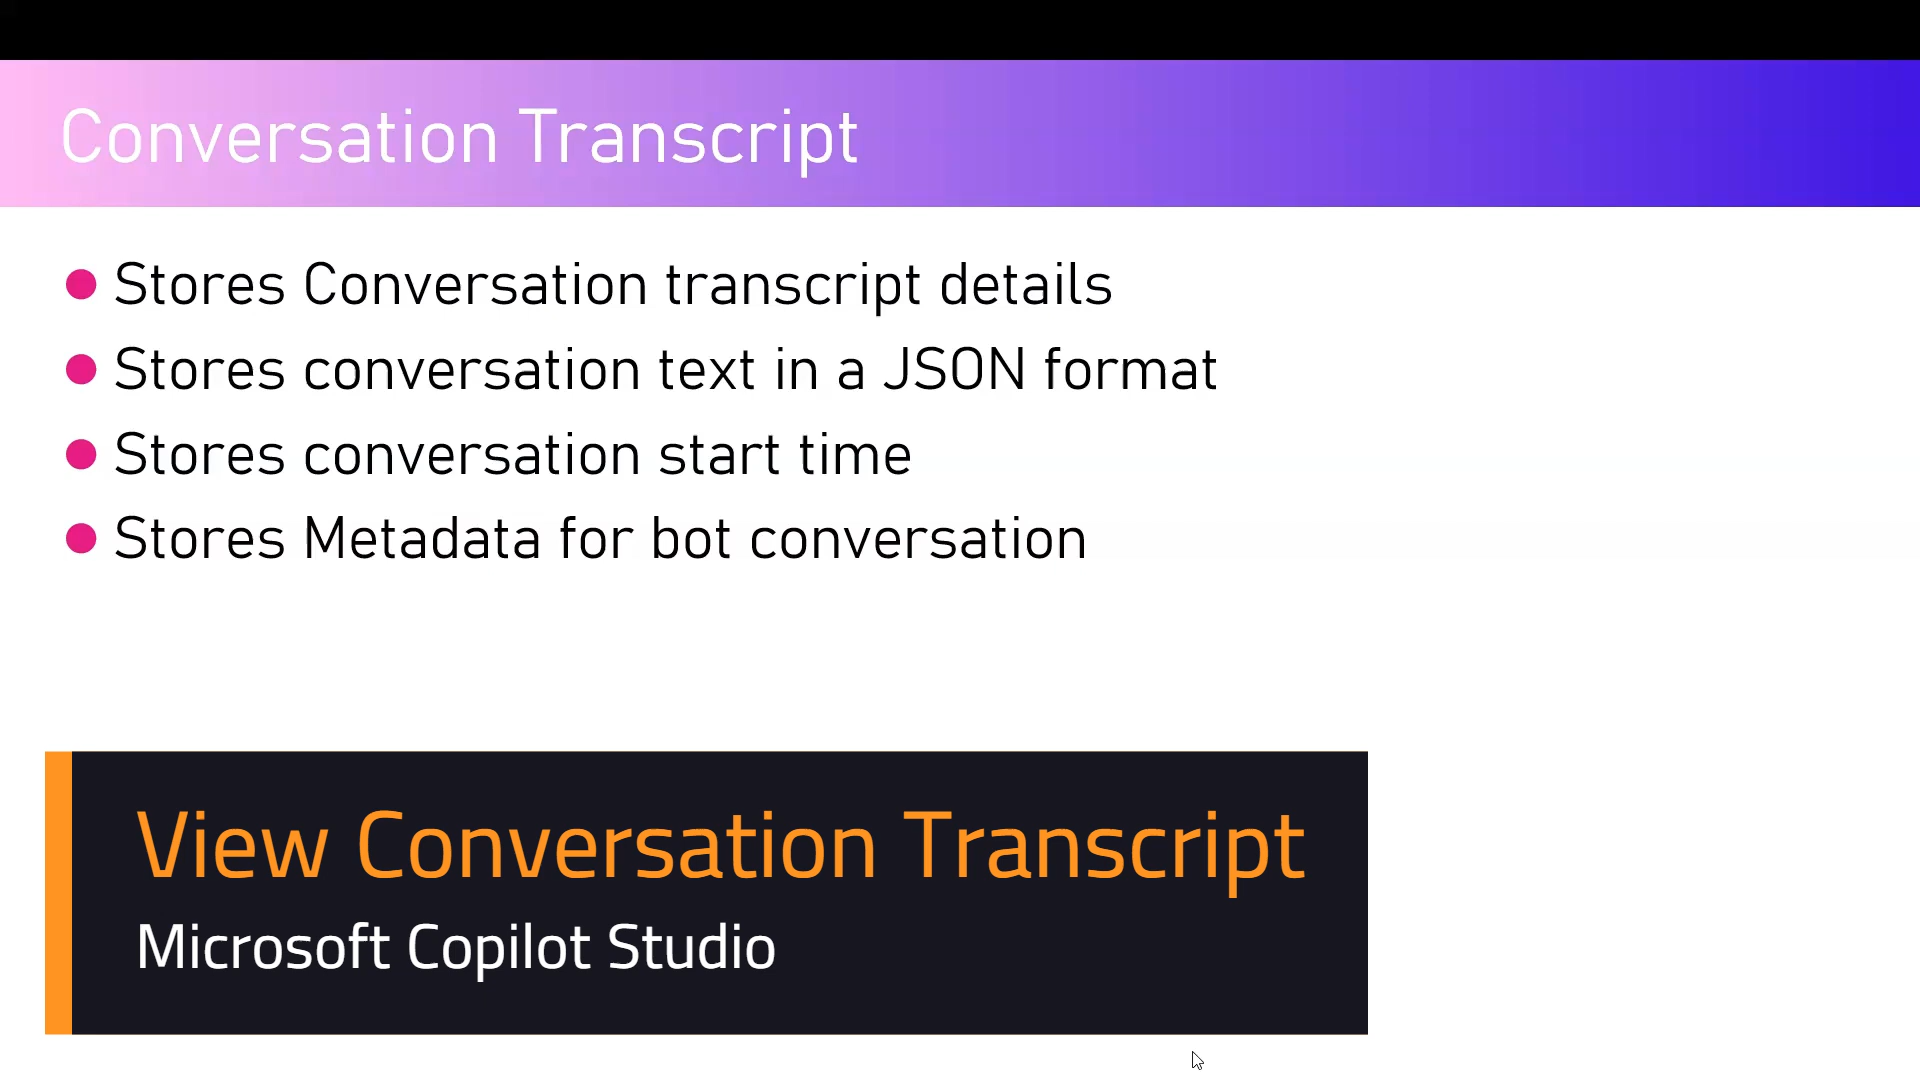 Conversation Transcript
Stores Conversation transcript details
Stores conversation text in a JSON format
Stores conversation start time
Stores Metadata for bot conversation
View Conversation Transcript
Microsoft Copilot Studio